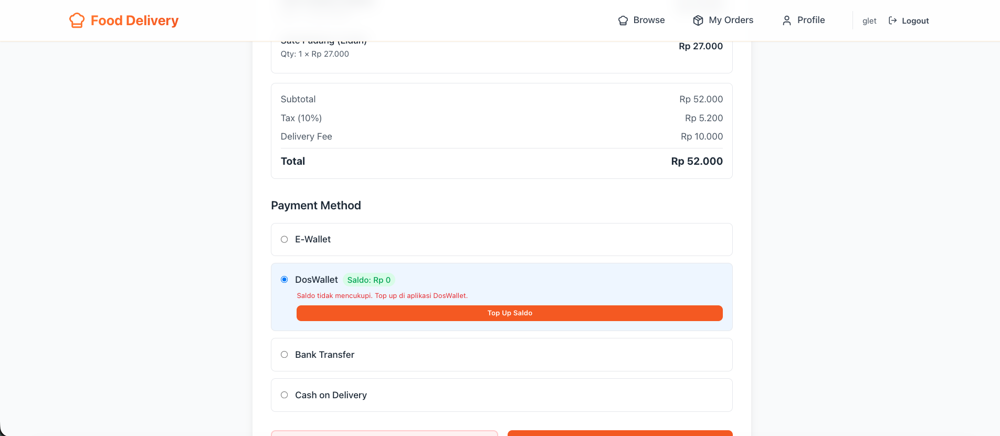 Food Delivery
Browse
My Orders
Profile
glet
Logout
Sate Padang (Lidah)
Rp 27.000
Qty: 1 × Rp 27.000
Subtotal
Rp 52.000
Tax (10%)
Rp 5.200
Delivery Fee
Rp 10.000
Total
Rp 52.000
Payment Method
E-Wallet
DosWallet
Saldo: Rp 0
Saldo tidak mencukupi. Top up di aplikasi DosWallet.
Top Up Saldo
Bank Transfer
Cash on Delivery